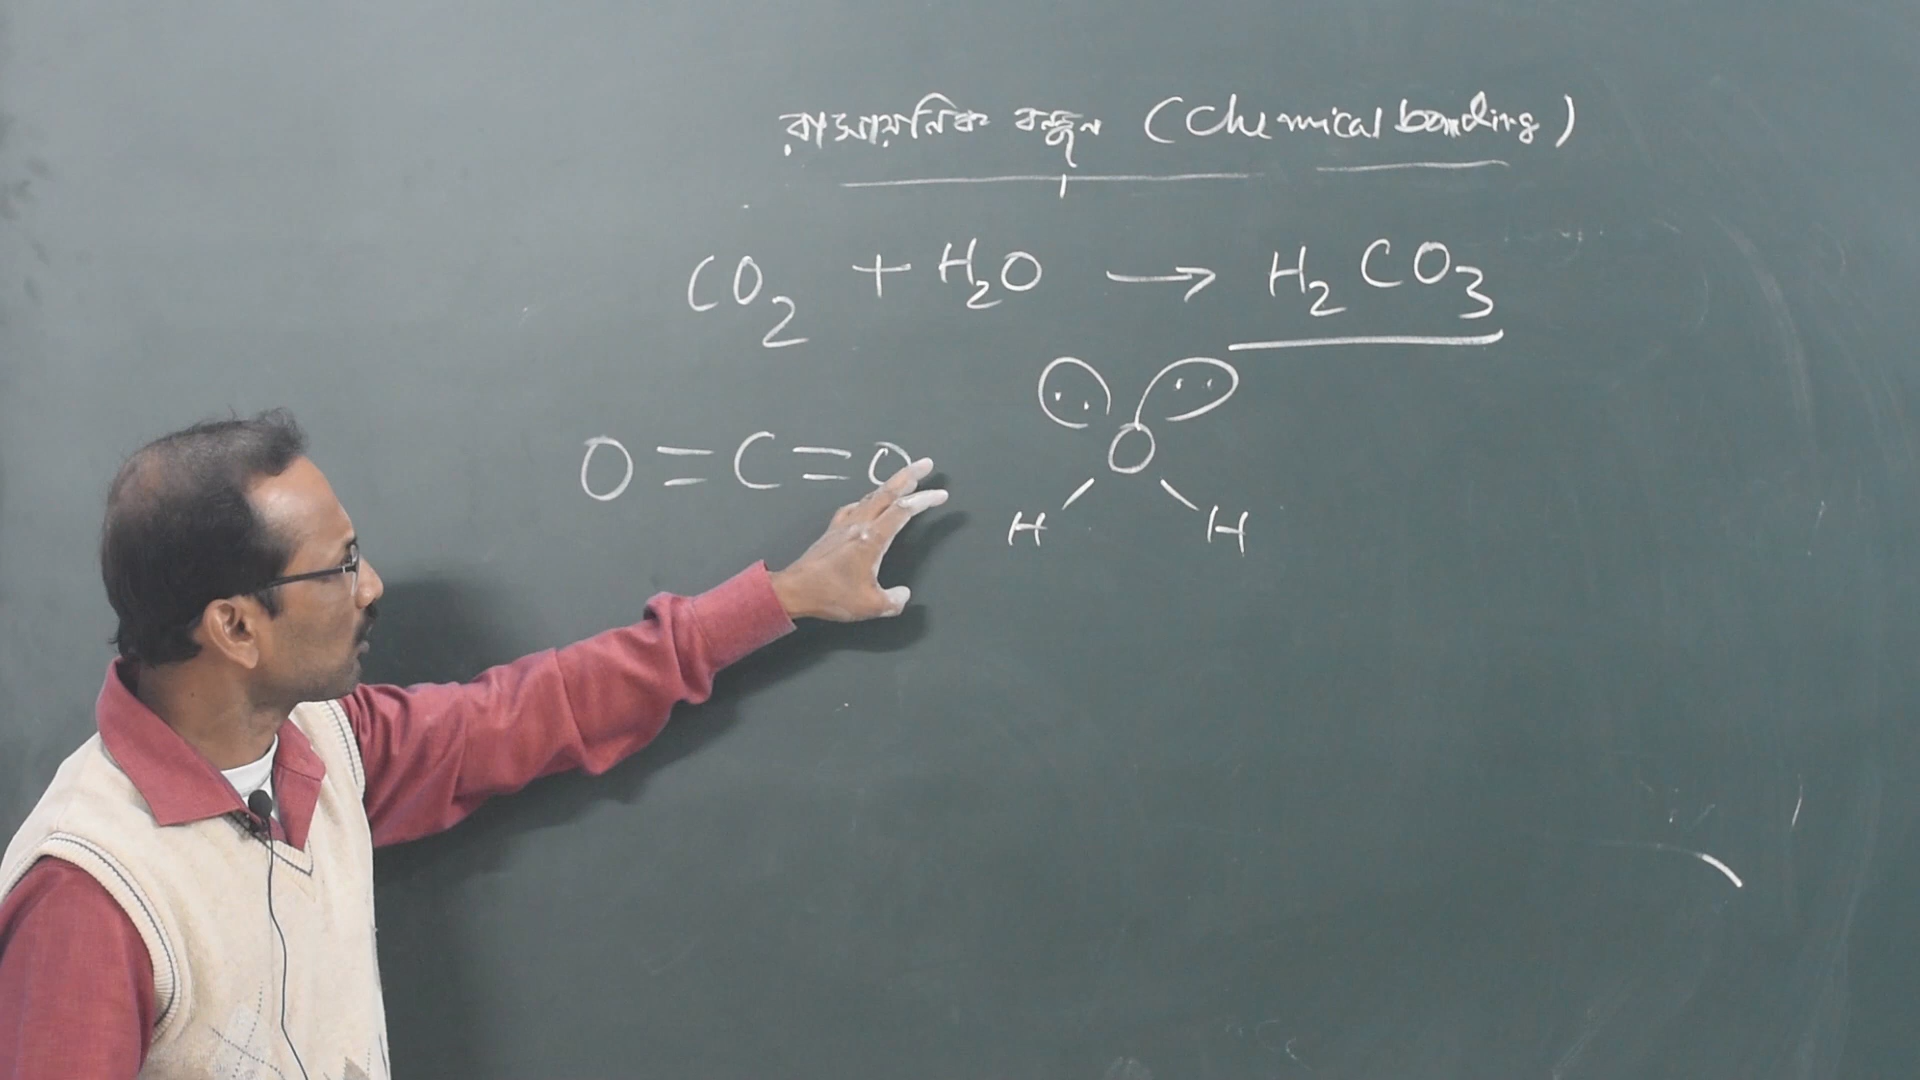 রাসায়নিক বন্ধন (Chemical bonding)
CO₂ + H₂O → H₂CO₃
O=C=O
O
H H